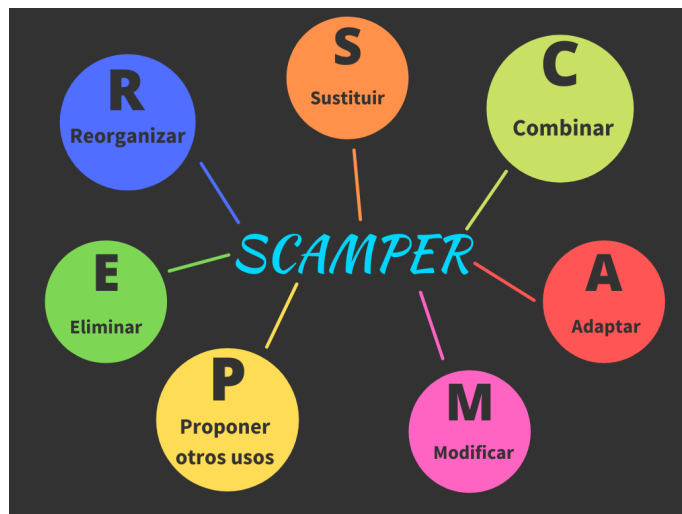 SCAMPER
S
Sustituir
C
Combinar
A
Adaptar
M
Modificar
P
Proponer
otros usos
E
Eliminar
R
Reorganizar